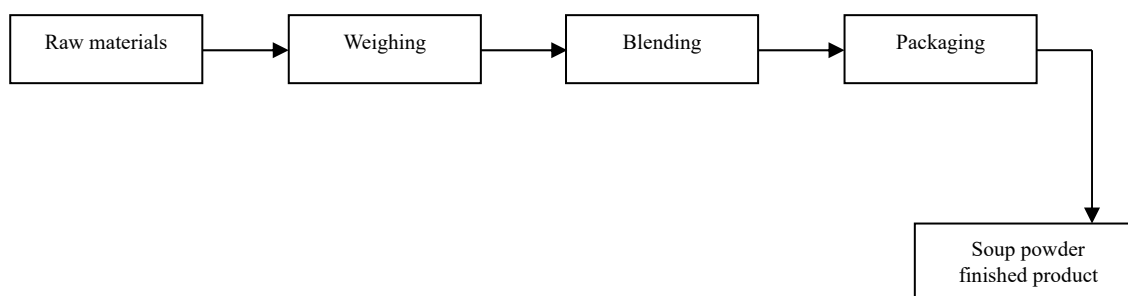 Raw materials
Weighing
Blending
Packaging
Soup powder
finished product